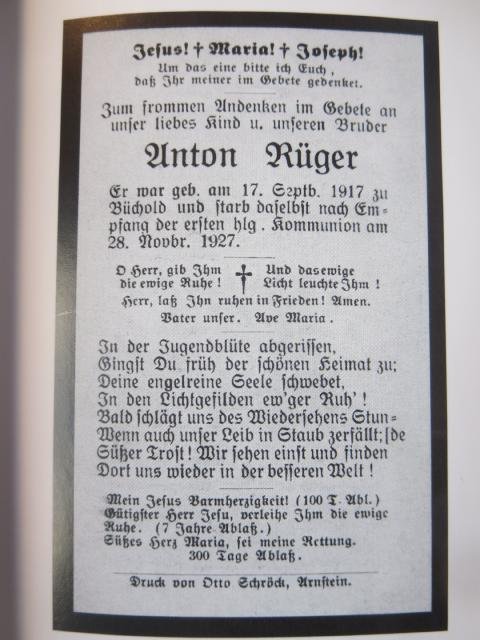 Jesus! † Maria! † Joseph!
Um das eine bitte ich Euch,
daß Ihr meiner im Gebete gedenket.
Zum frommen Andenken im Gebete an
unser liebes Kind u. unseren Bruder
Anton Rüger
Er war geb. am 17. Septb. 1917 zu
Büchold und starb daselbst nach Em=
pfang der ersten hlg. Kommunion am
28. Novbr. 1927.
O Herr, gib Ihm † Und das ewige
die ewige Ruhe! Licht leuchte Ihm!
Herr, laß Ihn ruhen in Frieden! Amen.
Vater unser. Ave Maria.
In der Jugendblüte abgerissen,
Gingst Du früh der schönen Heimat zu;
Deine engelreine Seele schwebet,
In den Lichtgefilden ew'ger Ruh'!
Bald schlägt uns des Wiedersehens Stun=
Wenn auch unser Leib in Staub zerfällt; [de
Süßer Trost! Wir sehen einst und finden
Dort uns wieder in der besseren Welt!
Mein Jesus Barmherzigkeit! (100 T. Abl.)
Gütigster Herr Jesu, verleihe Ihm die ewige
Ruhe. (7 Jahre Ablaß.)
Süßes Herz Maria, sei meine Rettung.
300 Tage Ablaß.
Druck von Otto Schröck, Arnstein.